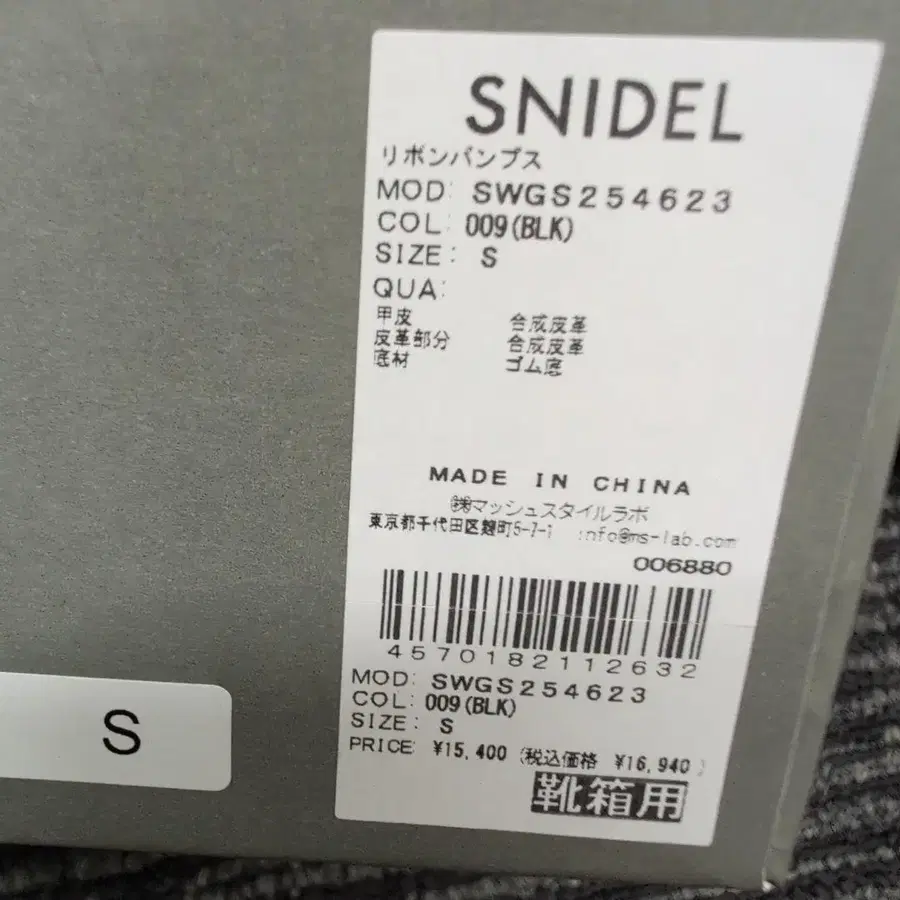 SNIDEL
リボンパンプス
MOD: SWGS254623
COL: 009(BLK)
SIZE: S
QUA:
甲皮 合成皮革
皮革部分 合成皮革
底材 ゴム底
MADE IN CHINA
㈱マッシュスタイルラボ
東京都千代田区麹町5-7-1 info@ms-lab.com
006880
4570182112632
MOD: SWGS254623
COL: 009(BLK)
SIZE: S
PRICE: ¥15,400 (税込価格 ¥16,940)
靴箱用
S